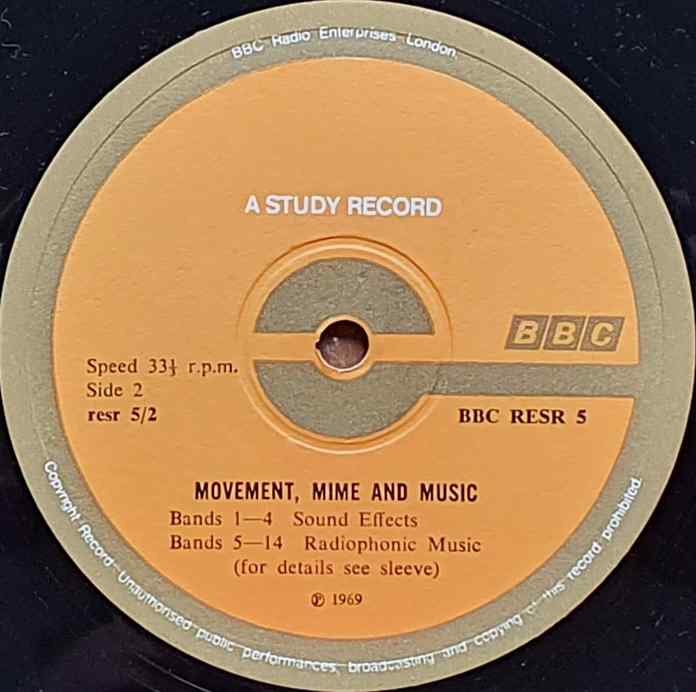 BBC Radio Enterprises, London.
A STUDY RECORD
BBC
Speed 33⅓ r.p.m.
Side 2
resr 5/2
BBC RESR 5
MOVEMENT, MIME AND MUSIC
Bands 1—4 Sound Effects
Bands 5—14 Radiophonic Music
(for details see sleeve)
℗ 1969
Copyright Record-Unauthorised public performances, broadcasting and copying of this record prohibited.